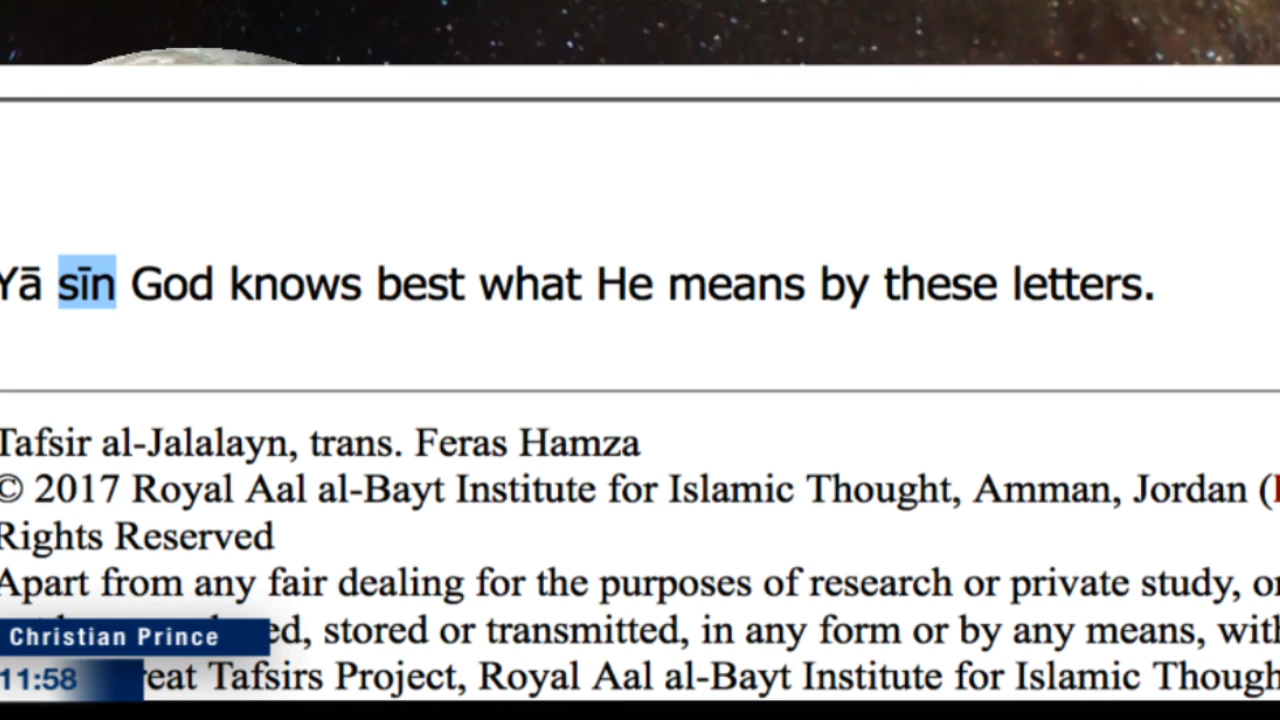 Yā sīn God knows best what He means by these letters.
Tafsir al-Jalalayn, trans. Feras Hamza
© 2017 Royal Aal al-Bayt Institute for Islamic Thought, Amman, Jordan (
Rights Reserved
Apart from any fair dealing for the purposes of research or private study, or
ed, stored or transmitted, in any form or by any means, with
Christian Prince
reat Tafsirs Project, Royal Aal al-Bayt Institute for Islamic Though
11:58